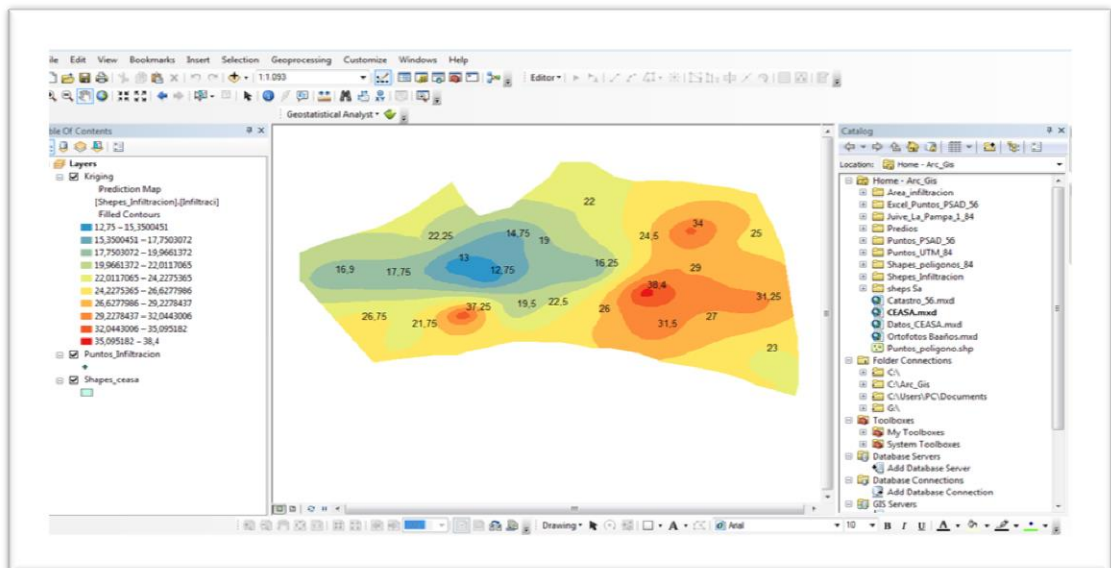 ile Edit View Bookmarks Insert Selection Geoprocessing Customize Windows Help
1:1.093
Editor
Geostatistical Analyst
ble Of Contents
Layers
Kriging
Prediction Map
[Shepes_Infiltracion].[Infiltraci]
Filled Contours
12,75 – 15,3500451
15,3500451 – 17,7503072
17,7503072 – 19,9661372
19,9661372 – 22,0117065
22,0117065 – 24,2275365
24,2275365 – 26,6277986
26,6277986 – 29,2278437
29,2278437 – 32,0443006
32,0443006 – 35,095182
35,095182 – 38,4
Puntos_Infiltracion
Shapes_ceasa
22
34
22,25
14,75
19
24,5
25
13
16,25
16,9
17,75
12,75
29
38,4
31,25
37,25
19,5
22,5
26
26,75
21,75
31,5
27
23
Catalog
Location: Home - Arc_Gis
Home - Arc_Gis
Area_infiltracion
Excel_Puntos_PSAD_56
Juive_La_Pampa_1_84
Predios
Puntos_PSAD_56
Puntos_UTM_84
Shapes_poligonos_84
Shepes_Infiltracion
sheps Sa
Catastro_56.mxd
CEASA.mxd
Datos_CEASA.mxd
Ortofotos Baaños.mxd
Puntos_poligono.shp
Folder Connections
C:\
C:\Arc_Gis
C:\Users\PC\Documents
G:\
Toolboxes
My Toolboxes
System Toolboxes
Database Servers
Add Database Server
Database Connections
Add Database Connection
GIS Servers
Drawing
A
Arial
10
B I U A